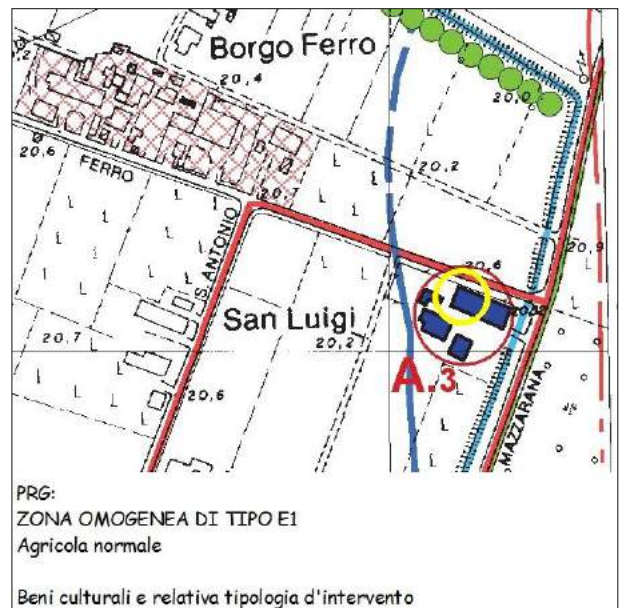 Borgo Ferro
20,4
20,0
20,2
20,6
FERRO
20,7
20,9
20,6
S. ANTONIO
San Luigi
20,2
20,7
A.3
20,6
MAZZARANA
PRG:
ZONA OMOGENEA DI TIPO E1
Agricola normale
Beni culturali e relativa tipologia d'intervento